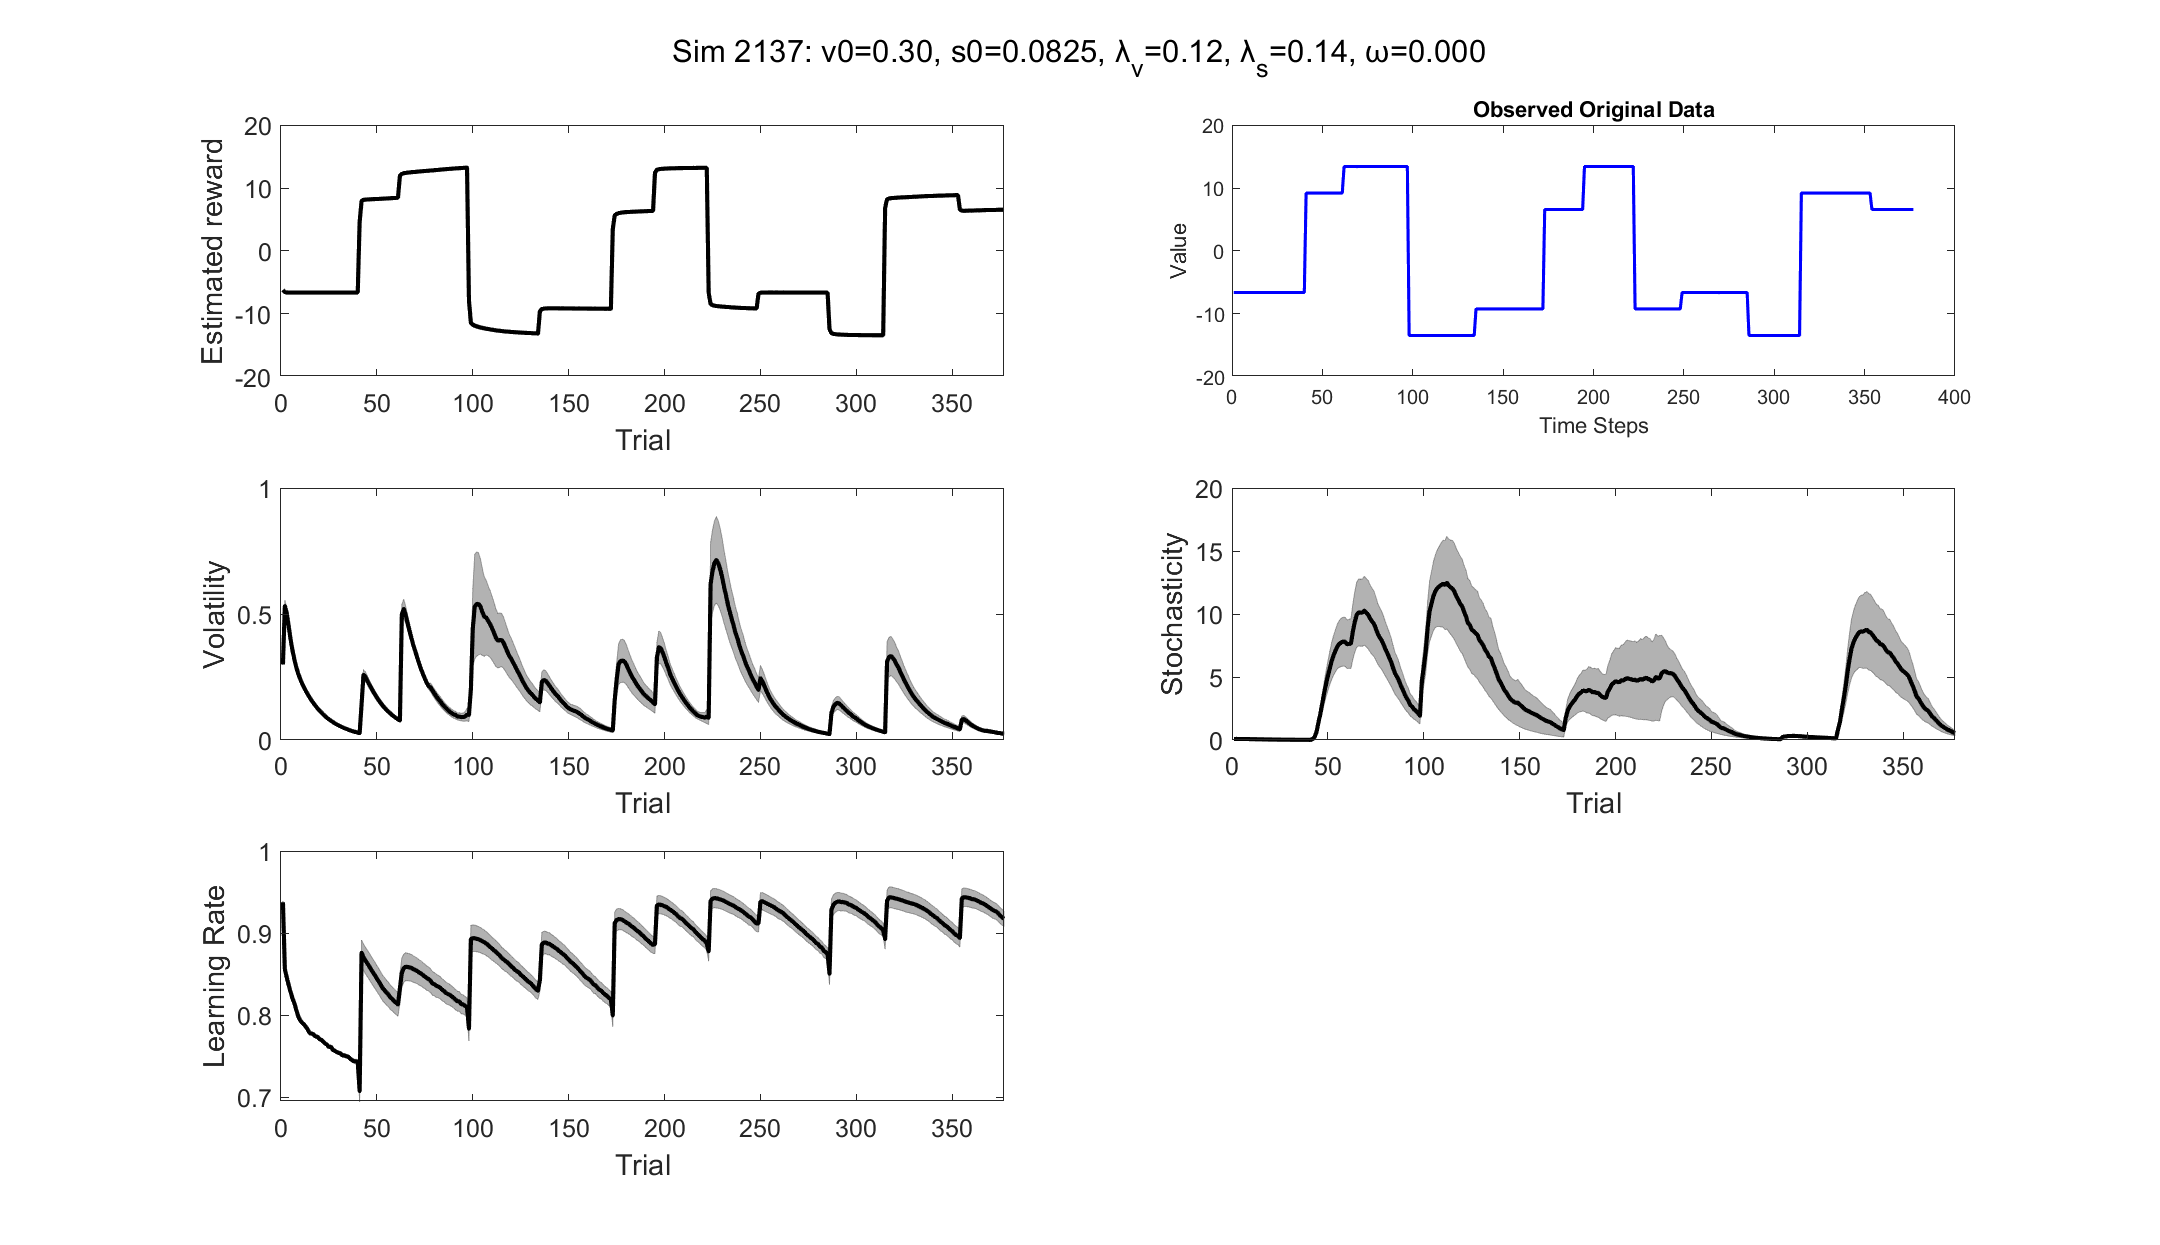 Sim 2137: v0=0.30, s0=0.0825, λ_v=0.12, λ_s=0.14, ω=0.000
Estimated reward
20
10
0
-10
-20
0 50 100 150 200 250 300 350
Trial
Observed Original Data
Value
20
10
0
-10
-20
0 50 100 150 200 250 300 350 400
Time Steps
Volatility
1
0.5
0
0 50 100 150 200 250 300 350
Trial
Stochasticity
20
15
10
5
0
0 50 100 150 200 250 300 350
Trial
Learning Rate
1
0.9
0.8
0.7
0 50 100 150 200 250 300 350
Trial